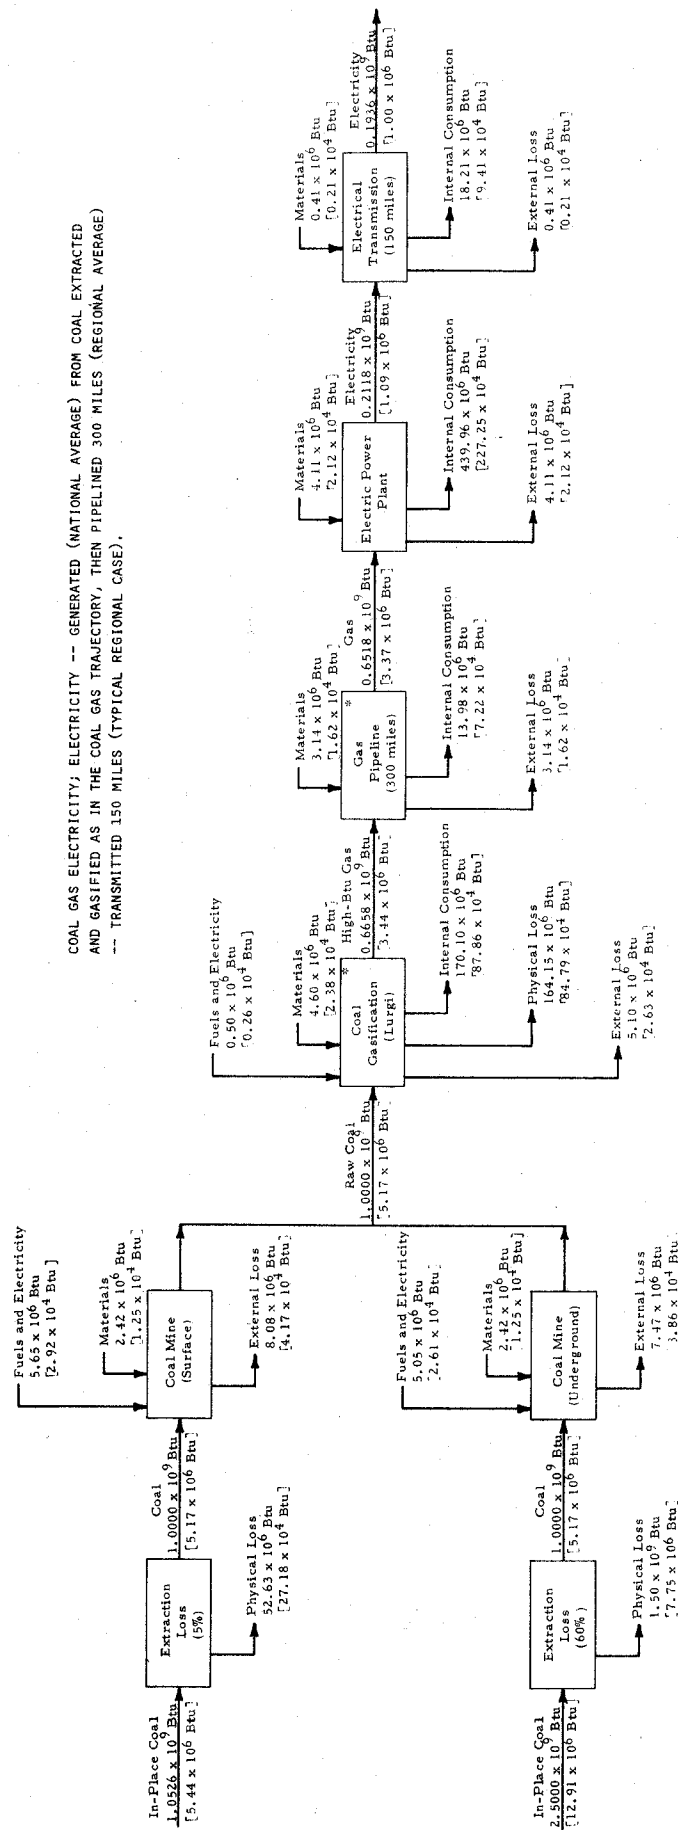 COAL GAS ELECTRICITY; ELECTRICITY -- GENERATED (NATIONAL AVERAGE) FROM COAL EXTRACTED
AND GASIFIED AS IN THE COAL GAS TRAJECTORY, THEN PIPELINED 300 MILES (REGIONAL AVERAGE)
-- TRANSMITTED 150 MILES (TYPICAL REGIONAL CASE).
In-Place Coal
1.0526 x 10^9 Btu
[5.44 x 10^6 Btu]
Extraction
Loss
(5%)
Physical Loss
52.63 x 10^6 Btu
[27.18 x 10^4 Btu]
Coal
1.0000 x 10^9 Btu
[5.17 x 10^6 Btu]
Fuels and Electricity
5.65 x 10^6 Btu
[2.92 x 10^4 Btu]
Materials
2.42 x 10^6 Btu
[1.25 x 10^4 Btu]
Coal Mine
(Surface)
External Loss
8.08 x 10^6 Btu
[4.17 x 10^4 Btu]
In-Place Coal
2.5000 x 10^9 Btu
[12.91 x 10^6 Btu]
Extraction
Loss
(60%)
Physical Loss
1.50 x 10^9 Btu
[7.75 x 10^6 Btu]
Coal
1.0000 x 10^9 Btu
[5.17 x 10^6 Btu]
Fuels and Electricity
5.05 x 10^6 Btu
[2.61 x 10^4 Btu]
Materials
2.42 x 10^6 Btu
[1.25 x 10^4 Btu]
Coal Mine
(Underground)
External Loss
7.47 x 10^6 Btu
3.86 x 10^4 Btu]
Raw Coal
1.0000 x 10^9 Btu
[5.17 x 10^6 Btu]
Fuels and Electricity
0.50 x 10^6 Btu
[0.26 x 10^4 Btu]
Materials
4.60 x 10^6 Btu
[2.38 x 10^4 Btu]
*
Coal
Gasification
(Lurgi)
Internal Consumption
170.10 x 10^6 Btu
[87.86 x 10^4 Btu]
Physical Loss
164.15 x 10^6 Btu
[84.79 x 10^4 Btu]
External Loss
5.10 x 10^6 Btu
[2.63 x 10^4 Btu]
High-Btu Gas
0.6658 x 10^9 Btu
[3.44 x 10^6 Btu]
Materials
3.14 x 10^6 Btu
[1.62 x 10^4 Btu]
*
Gas
Pipeline
(300 miles)
Internal Consumption
13.98 x 10^6 Btu
[7.22 x 10^4 Btu]
External Loss
3.14 x 10^6 Btu
[1.62 x 10^4 Btu]
Gas
0.6518 x 10^9 Btu
[3.37 x 10^6 Btu]
Materials
4.11 x 10^6 Btu
[2.12 x 10^4 Btu]
Electric Power
Plant
Internal Consumption
439.96 x 10^6 Btu
[227.25 x 10^4 Btu]
External Loss
4.11 x 10^6 Btu
[2.12 x 10^4 Btu]
Electricity
0.2118 x 10^9 Btu
[1.09 x 10^6 Btu]
Materials
0.41 x 10^6 Btu
[0.21 x 10^4 Btu]
Electrical
Transmission
(150 miles)
Internal Consumption
18.21 x 10^6 Btu
[9.41 x 10^4 Btu]
External Loss
0.41 x 10^6 Btu
[0.21 x 10^4 Btu]
Electricity
0.1936 x 10^9 Btu
[1.00 x 10^6 Btu]